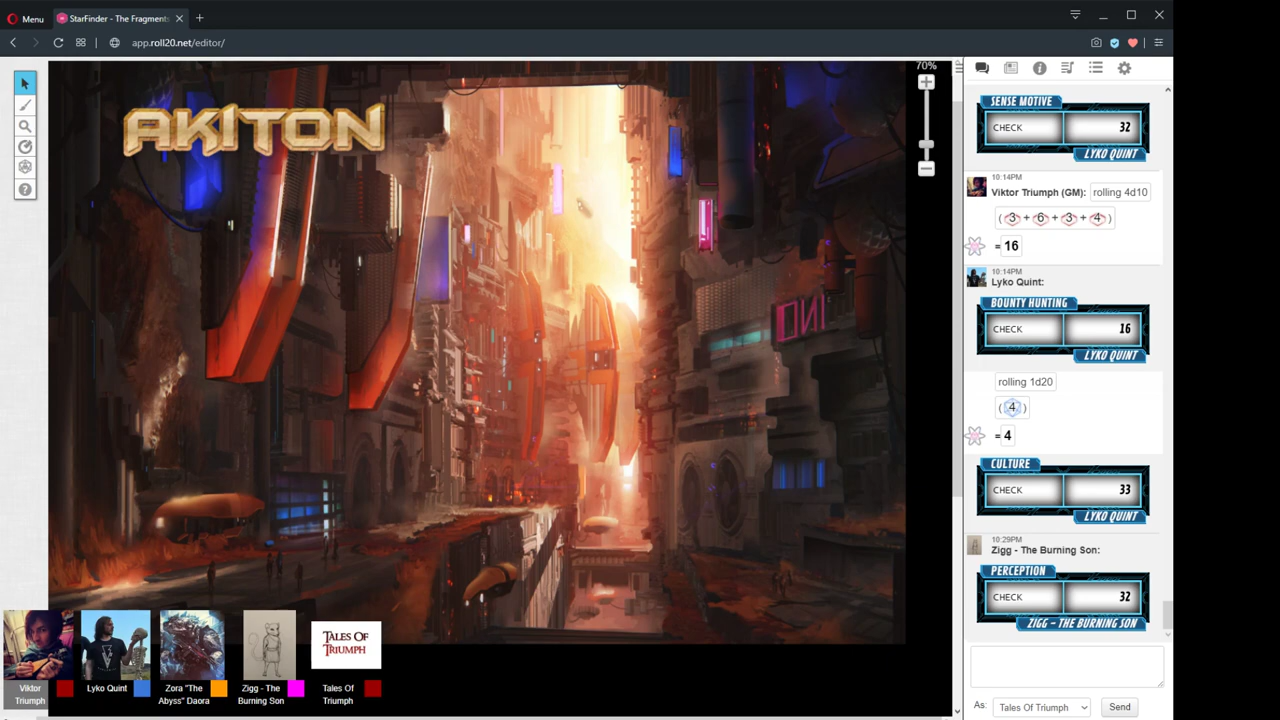 Menu
StarFinder - The Fragments
app.roll20.net/editor/
70%
AKITON
SENSE MOTIVE
CHECK 32
LYKO QUINT
10:14PM
Viktor Triumph (GM): rolling 4d10
(3 + 6 + 3 + 4)
= 16
10:14PM
Lyko Quint:
BOUNTY HUNTING
CHECK 16
LYKO QUINT
rolling 1d20
(4)
= 4
CULTURE
CHECK 33
LYKO QUINT
10:29PM
Zigg - The Burning Son:
PERCEPTION
CHECK 32
ZIGG - THE BURNING SON
TALES OF
TRIUMPH
Viktor
Triumph
Lyko Quint
Zora "The
Abyss" Daora
Zigg - The
Burning Son
Tales Of
Triumph
As: Tales Of Triumph Send